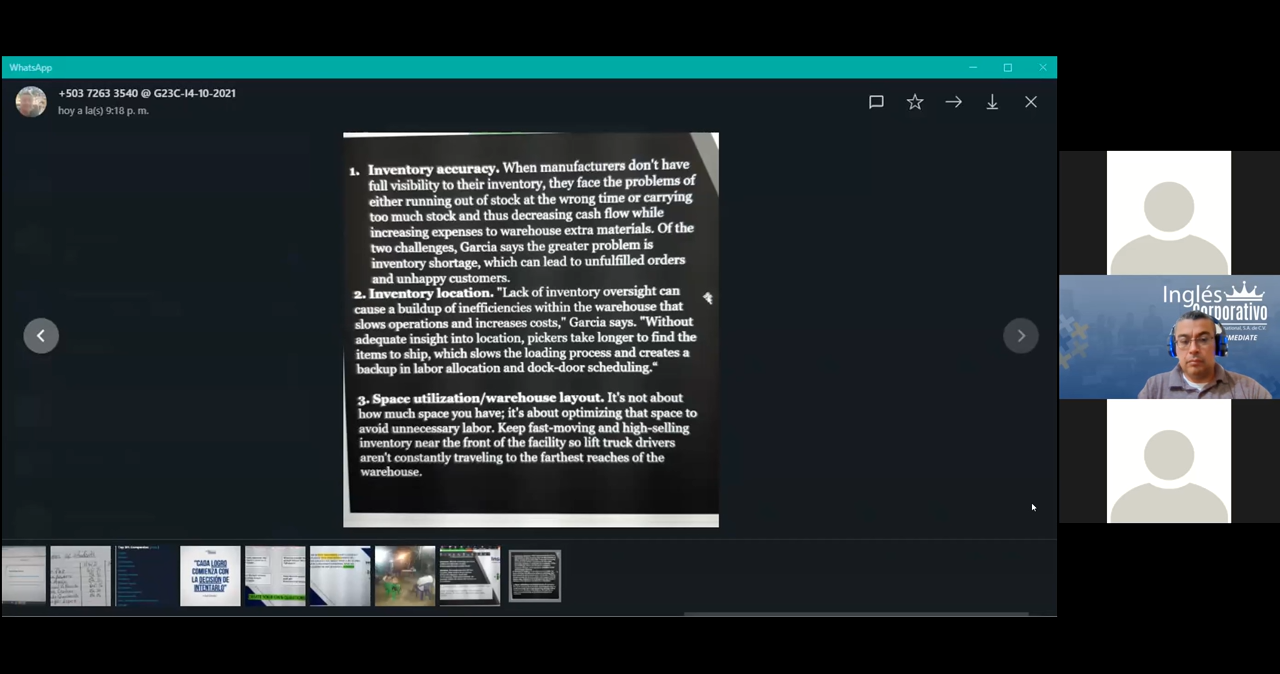 WhatsApp
+503 7263 3540 @ G23C-I4-10-2021
hoy a la(s) 9:18 p. m.
1. Inventory accuracy. When manufacturers don't have
full visibility to their inventory, they face the problems of
either running out of stock at the wrong time or carrying
too much stock and thus decreasing cash flow while
increasing expenses to warehouse extra materials. Of the
two challenges, Garcia says the greater problem is
inventory shortage, which can lead to unfulfilled orders
and unhappy customers.
2. Inventory location. "Lack of inventory oversight can
cause a buildup of inefficiencies within the warehouse that
slows operations and increases costs," Garcia says. "Without
adequate insight into location, pickers take longer to find the
items to ship, which slows the loading process and creates a
backup in labor allocation and dock-door scheduling."
3. Space utilization/warehouse layout. It's not about
how much space you have; it's about optimizing that space to
avoid unnecessary labor. Keep fast-moving and high-selling
inventory near the front of the facility so lift truck drivers
aren't constantly traveling to the farthest reaches of the
warehouse.
"CADA LOGRO
COMIENZA CON
LA DECISIÓN DE
INTENTARLO"
Inglés
Corporativo